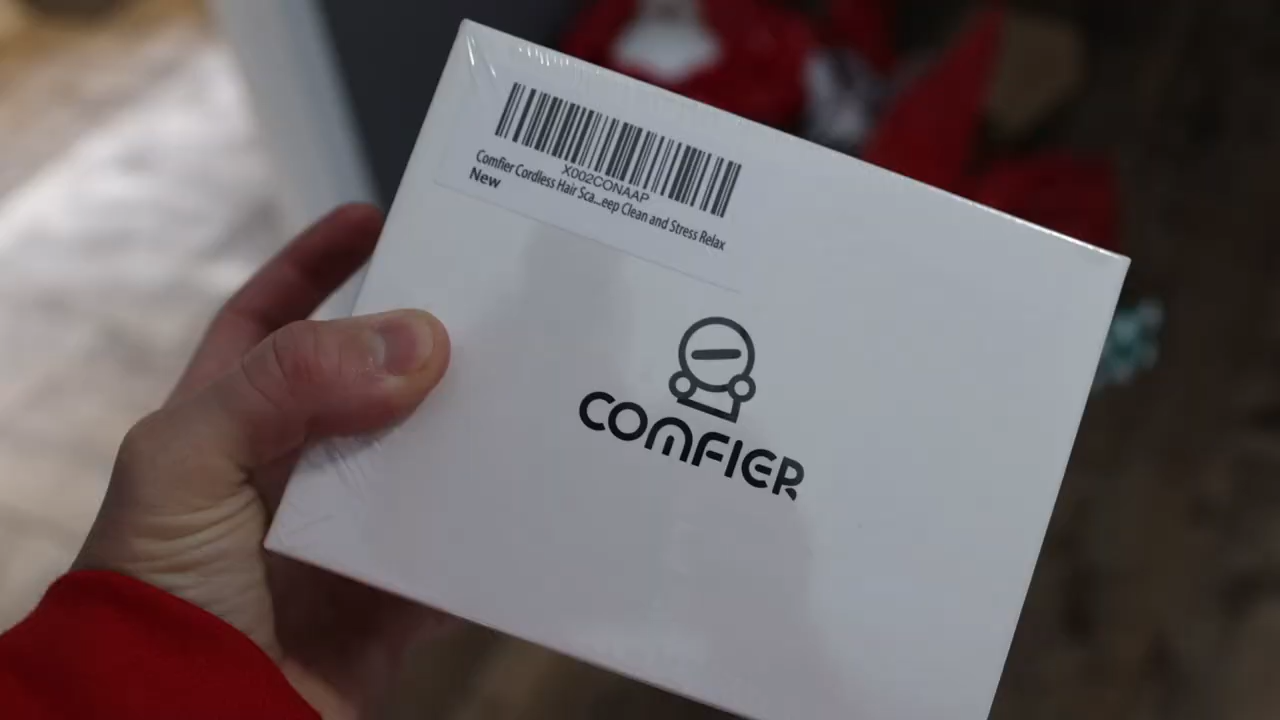 X002CONAAP
Comfier Cordless Hair Sca...eep Clean and Stress Relax
New
COMFIER